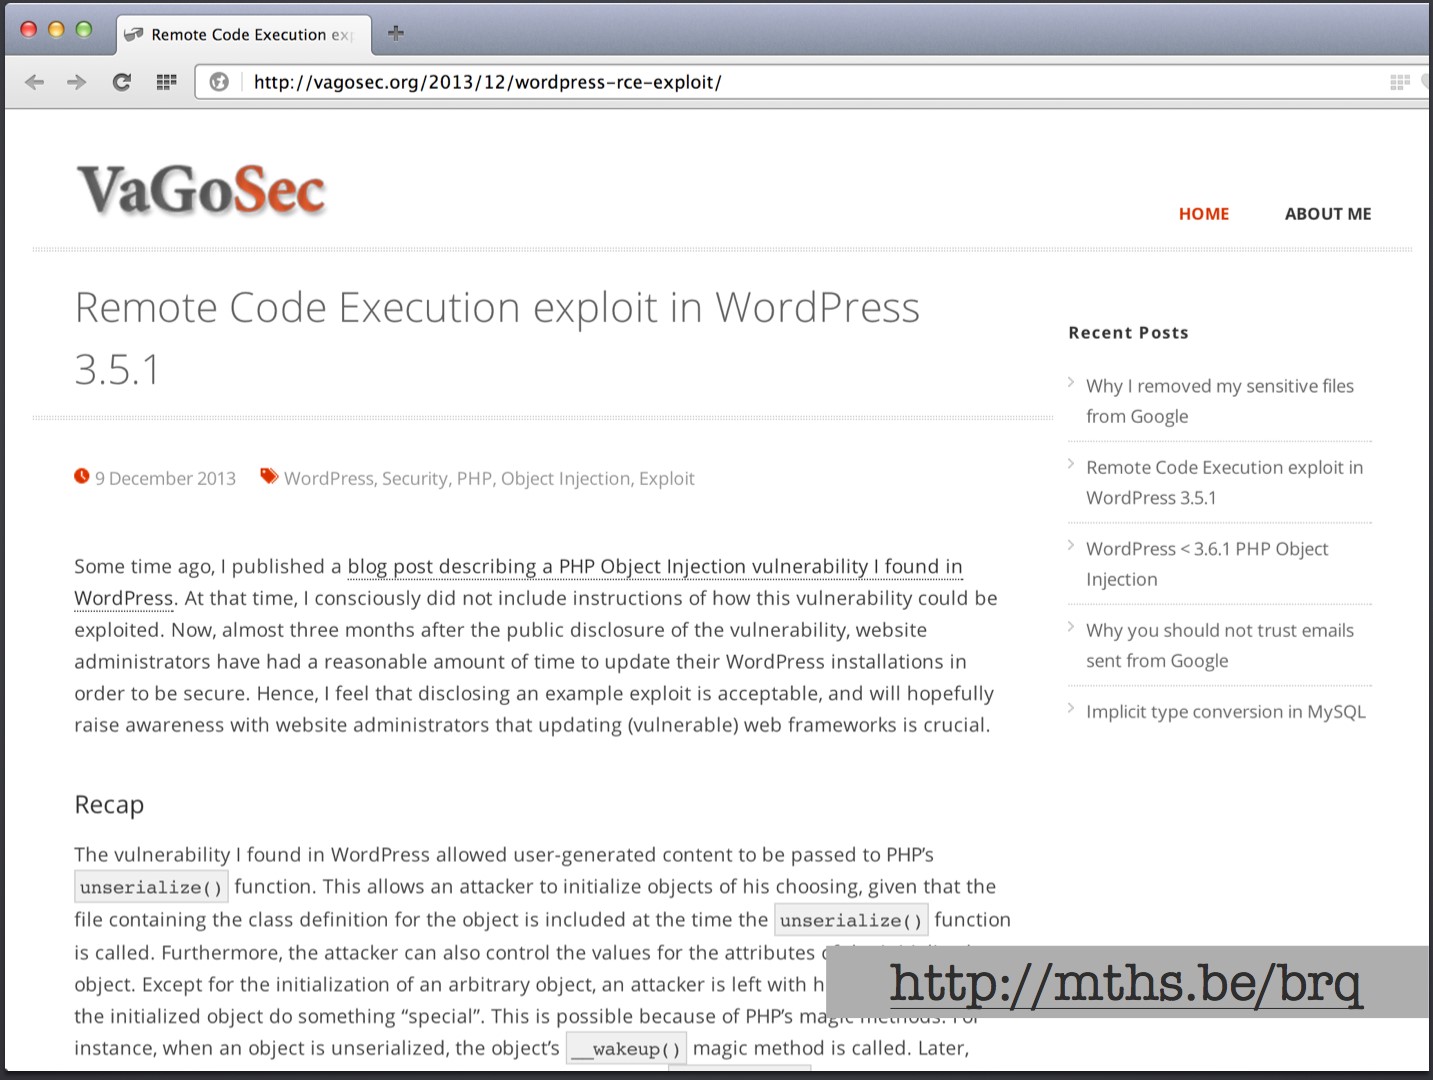 Remote Code Execution exp
http://vagosec.org/2013/12/wordpress-rce-exploit/
VaGoSec
HOME
ABOUT ME
Remote Code Execution exploit in WordPress
3.5.1
9 December 2013
WordPress, Security, PHP, Object Injection, Exploit
Some time ago, I published a blog post describing a PHP Object Injection vulnerability I found in
WordPress. At that time, I consciously did not include instructions of how this vulnerability could be
exploited. Now, almost three months after the public disclosure of the vulnerability, website
administrators have had a reasonable amount of time to update their WordPress installations in
order to be secure. Hence, I feel that disclosing an example exploit is acceptable, and will hopefully
raise awareness with website administrators that updating (vulnerable) web frameworks is crucial.
Recap
The vulnerability I found in WordPress allowed user-generated content to be passed to PHP’s
unserialize() function. This allows an attacker to initialize objects of his choosing, given that the
file containing the class definition for the object is included at the time the unserialize() function
is called. Furthermore, the attacker can also control the values for the attributes
object. Except for the initialization of an arbitrary object, an attacker is left with
the initialized object do something “special”. This is possible because of PHP’s magic methods. For
instance, when an object is unserialized, the object’s __wakeup() magic method is called. Later,
Recent Posts
Why I removed my sensitive files
from Google
Remote Code Execution exploit in
WordPress 3.5.1
WordPress < 3.6.1 PHP Object
Injection
Why you should not trust emails
sent from Google
Implicit type conversion in MySQL
http://mths.be/brq